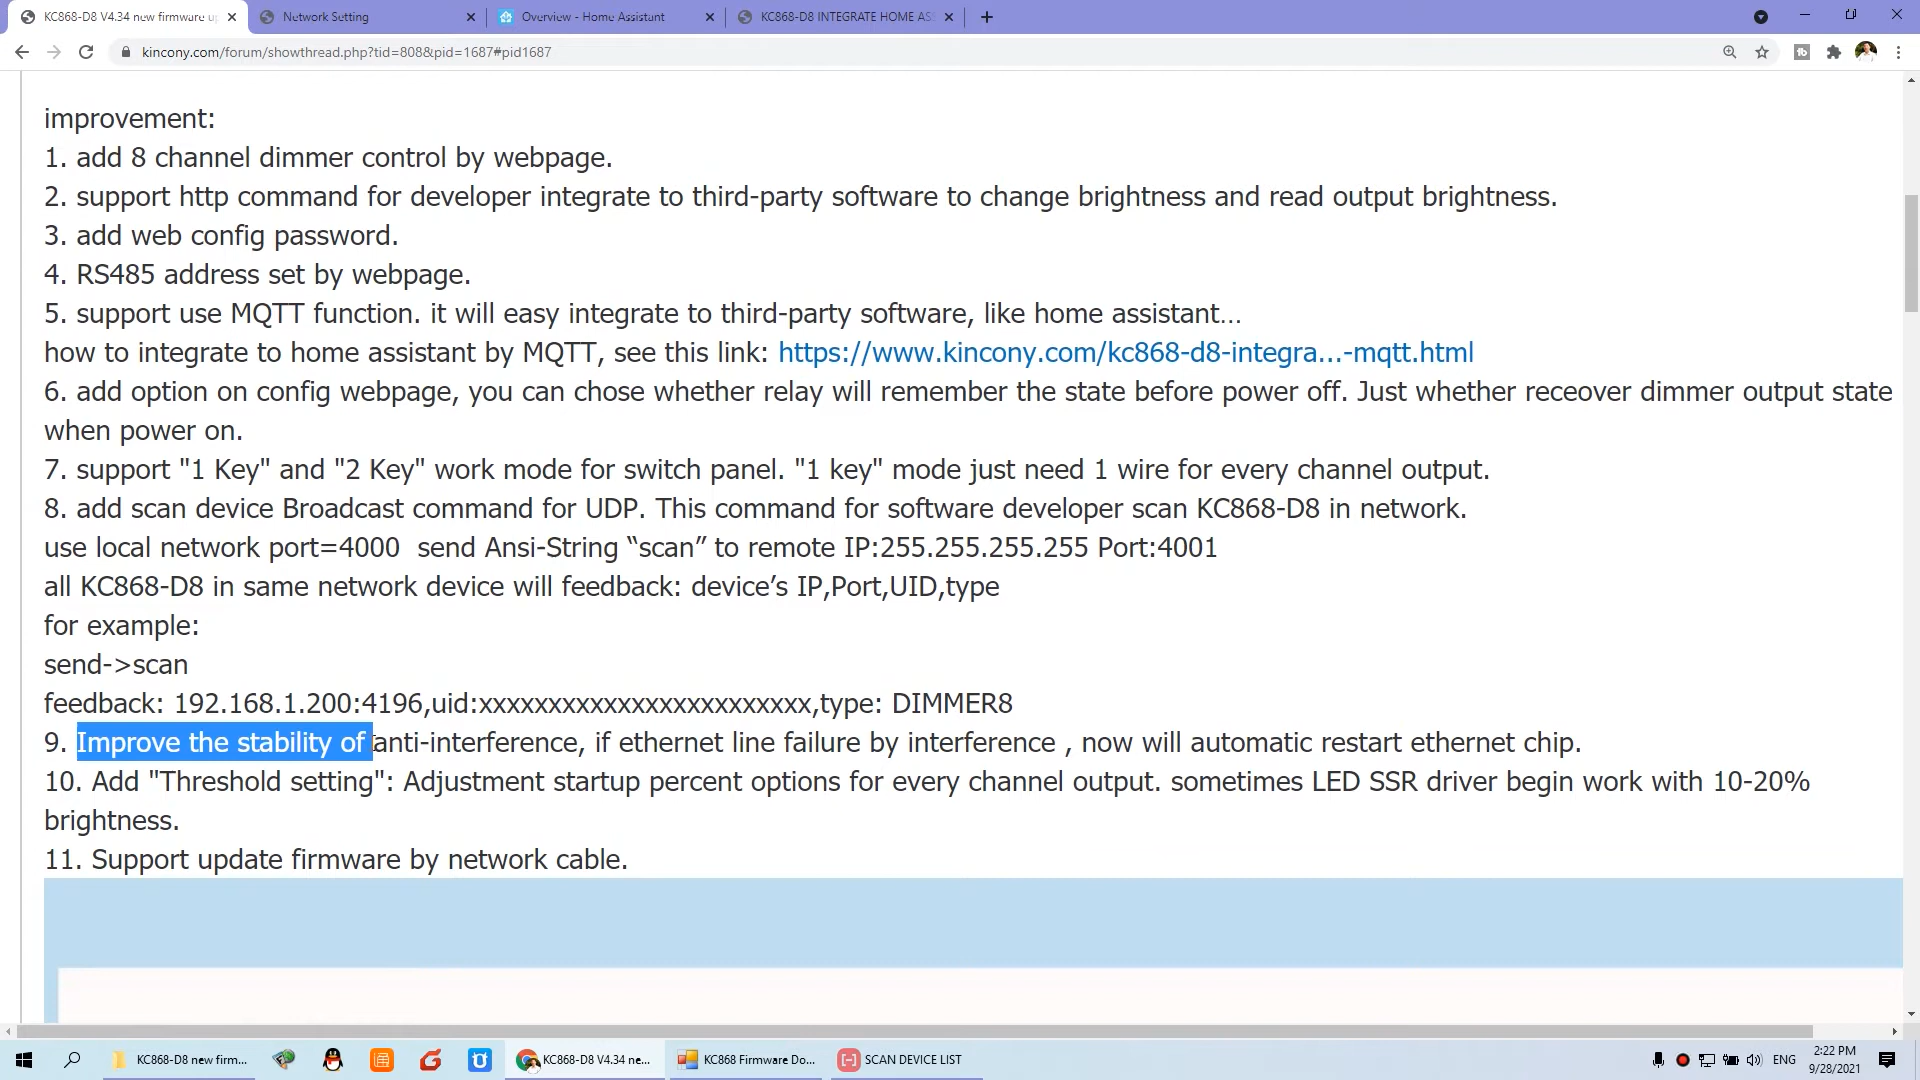 KC868-D8 V4.34 new firmware up
Network Setting
Overview - Home Assistant
KC868-D8 INTEGRATE HOME AS
kincony.com/forum/showthread.php?tid=808&pid=1687#pid1687
improvement:
1. add 8 channel dimmer control by webpage.
2. support http command for developer integrate to third-party software to change brightness and read output brightness.
3. add web config password.
4. RS485 address set by webpage.
5. support use MQTT function. it will easy integrate to third-party software, like home assistant...
how to integrate to home assistant by MQTT, see this link: https://www.kincony.com/kc868-d8-integra...-mqtt.html
6. add option on config webpage, you can chose whether relay will remember the state before power off. Just whether receover dimmer output state
when power on.
7. support "1 Key" and "2 Key" work mode for switch panel. "1 key" mode just need 1 wire for every channel output.
8. add scan device Broadcast command for UDP. This command for software developer scan KC868-D8 in network.
use local network port=4000  send Ansi-String “scan” to remote IP:255.255.255.255 Port:4001
all KC868-D8 in same network device will feedback: device’s IP,Port,UID,type
for example:
send->scan
feedback: 192.168.1.200:4196,uid:xxxxxxxxxxxxxxxxxxxxxxxx,type: DIMMER8
9. Improve the stability of anti-interference, if ethernet line failure by interference , now will automatic restart ethernet chip.
10. Add "Threshold setting": Adjustment startup percent options for every channel output. sometimes LED SSR driver begin work with 10-20%
brightness.
11. Support update firmware by network cable.
KC868-D8 new firm...
KC868-D8 V4.34 ne...
KC868 Firmware Do...
SCAN DEVICE LIST
ENG
2:22 PM
9/28/2021